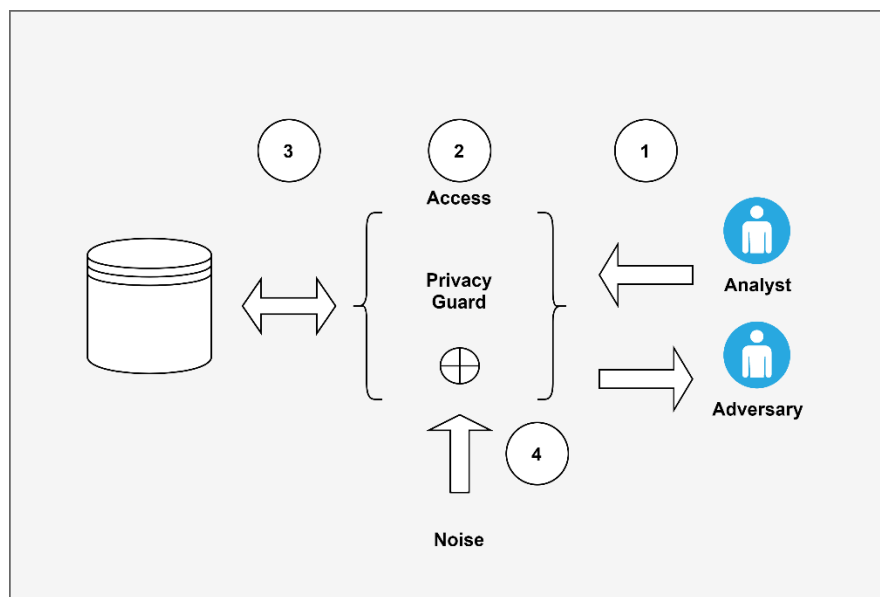 3
2
1
Access
Privacy
Guard
Analyst
Adversary
4
Noise